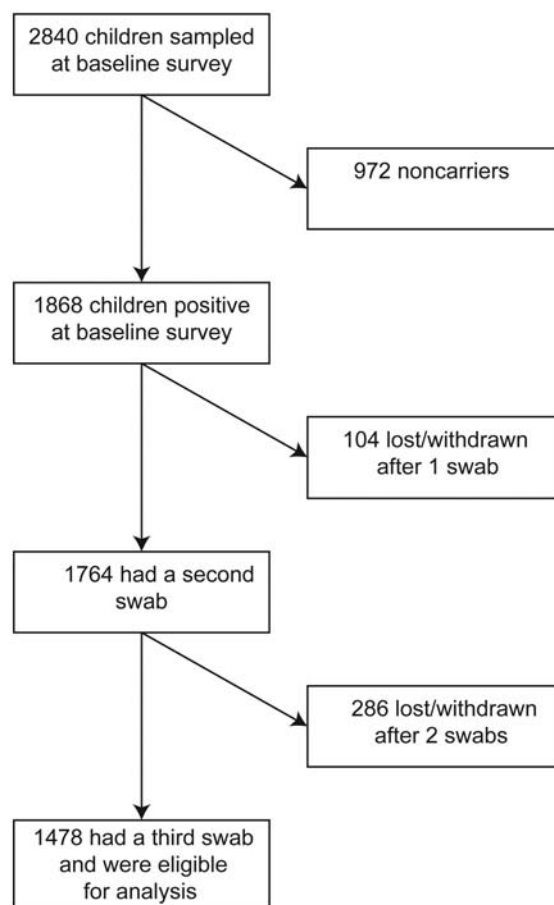 2840 children sampled
at baseline survey
972 noncarriers
1868 children positive
at baseline survey
104 lost/withdrawn
after 1 swab
1764 had a second
swab
286 lost/withdrawn
after 2 swabs
1478 had a third swab
and were eligible
for analysis